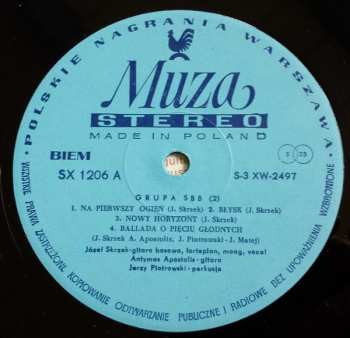 POLSKIE NAGRANIA WARSZAWA
Muza
STEREO
MADE IN POLAND
BIEM
SX 1206 A
S-3 XW-2497
S 33
GRUPA SBB (2)
1. NA PIERWSZY OGIEŃ (J. Skrzek) 2. BŁYSK (J. Skrzek)
3. NOWY HORYZONT (J. Skrzek)
4. BALLADA O PIĘCIU GŁODNYCH
(J. Skrzek A. Apostolis, J. Piotrowski - J. Matej)
Józef Skrzek-gitara basowa, fortepian, moog, vocal
Antymos Apostolis-gitara
Jerzy Piotrowski-perkusja
WSZELKIE PRAWA ZASTRZEŻONE. KOPIOWANIE ODTWARZANIE PUBLICZNE I RADIOWE BEZ UPOWAŻNIENIA WZBRONIONE